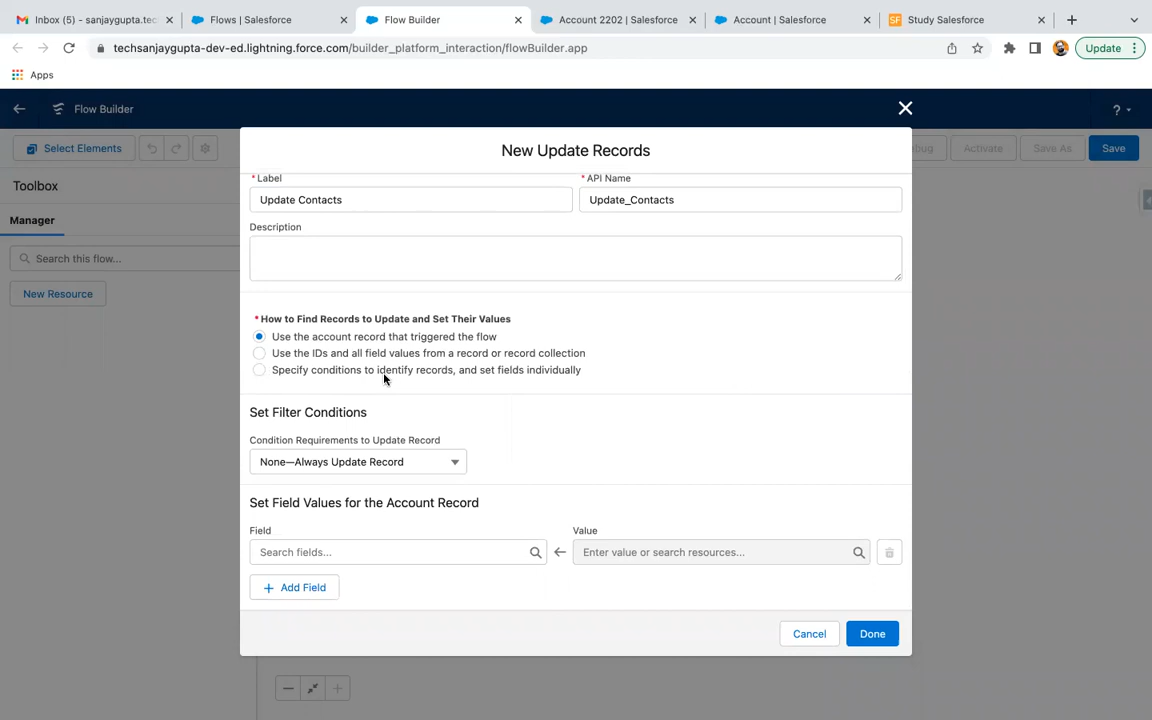 Inbox (5) - sanjaygupta.tec
Flows | Salesforce
Flow Builder
Account 2202 | Salesforce
Account | Salesforce
SF Study Salesforce
techsanjaygupta-dev-ed.lightning.force.com/builder_platform_interaction/flowBuilder.app
Update
Apps
Flow Builder
?
Select Elements
bug
Activate
Save As
Save
Toolbox
Manager
Search this flow...
New Resource
New Update Records
* Label
* API Name
Update Contacts
Update_Contacts
Description
* How to Find Records to Update and Set Their Values
Use the account record that triggered the flow
Use the IDs and all field values from a record or record collection
Specify conditions to identify records, and set fields individually
Set Filter Conditions
Condition Requirements to Update Record
None—Always Update Record
Set Field Values for the Account Record
Field
Value
Search fields...
Enter value or search resources...
+ Add Field
Cancel
Done